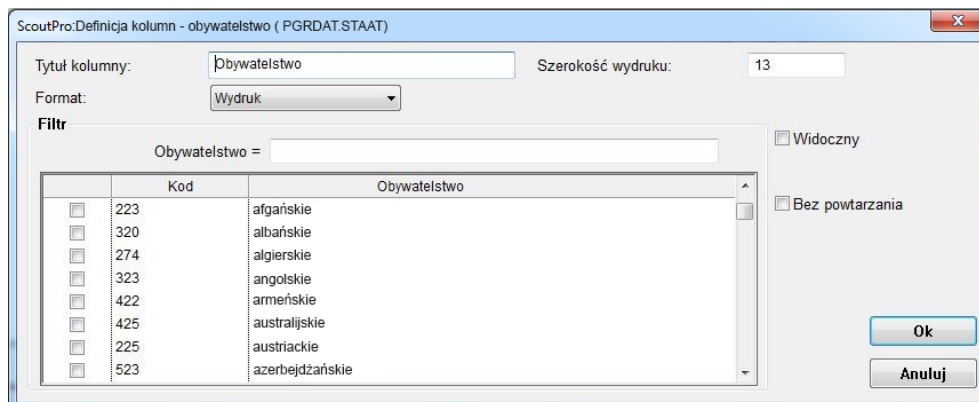 ScoutPro:Definicja kolumn - obywatelstwo ( PGRDAT.STAAT)
Tytuł kolumny: Obywatelstwo Szerokość wydruku: 13
Format: Wydruk
Filtr
Obywatelstwo =
Widoczny
Kod Obywatelstwo
223 afgańskie
Bez powtarzania
320 albańskie
274 algierskie
323 angolskie
422 armeńskie
425 australijskie
225 austriackie
523 azerbejdżańskie
Ok
Anuluj